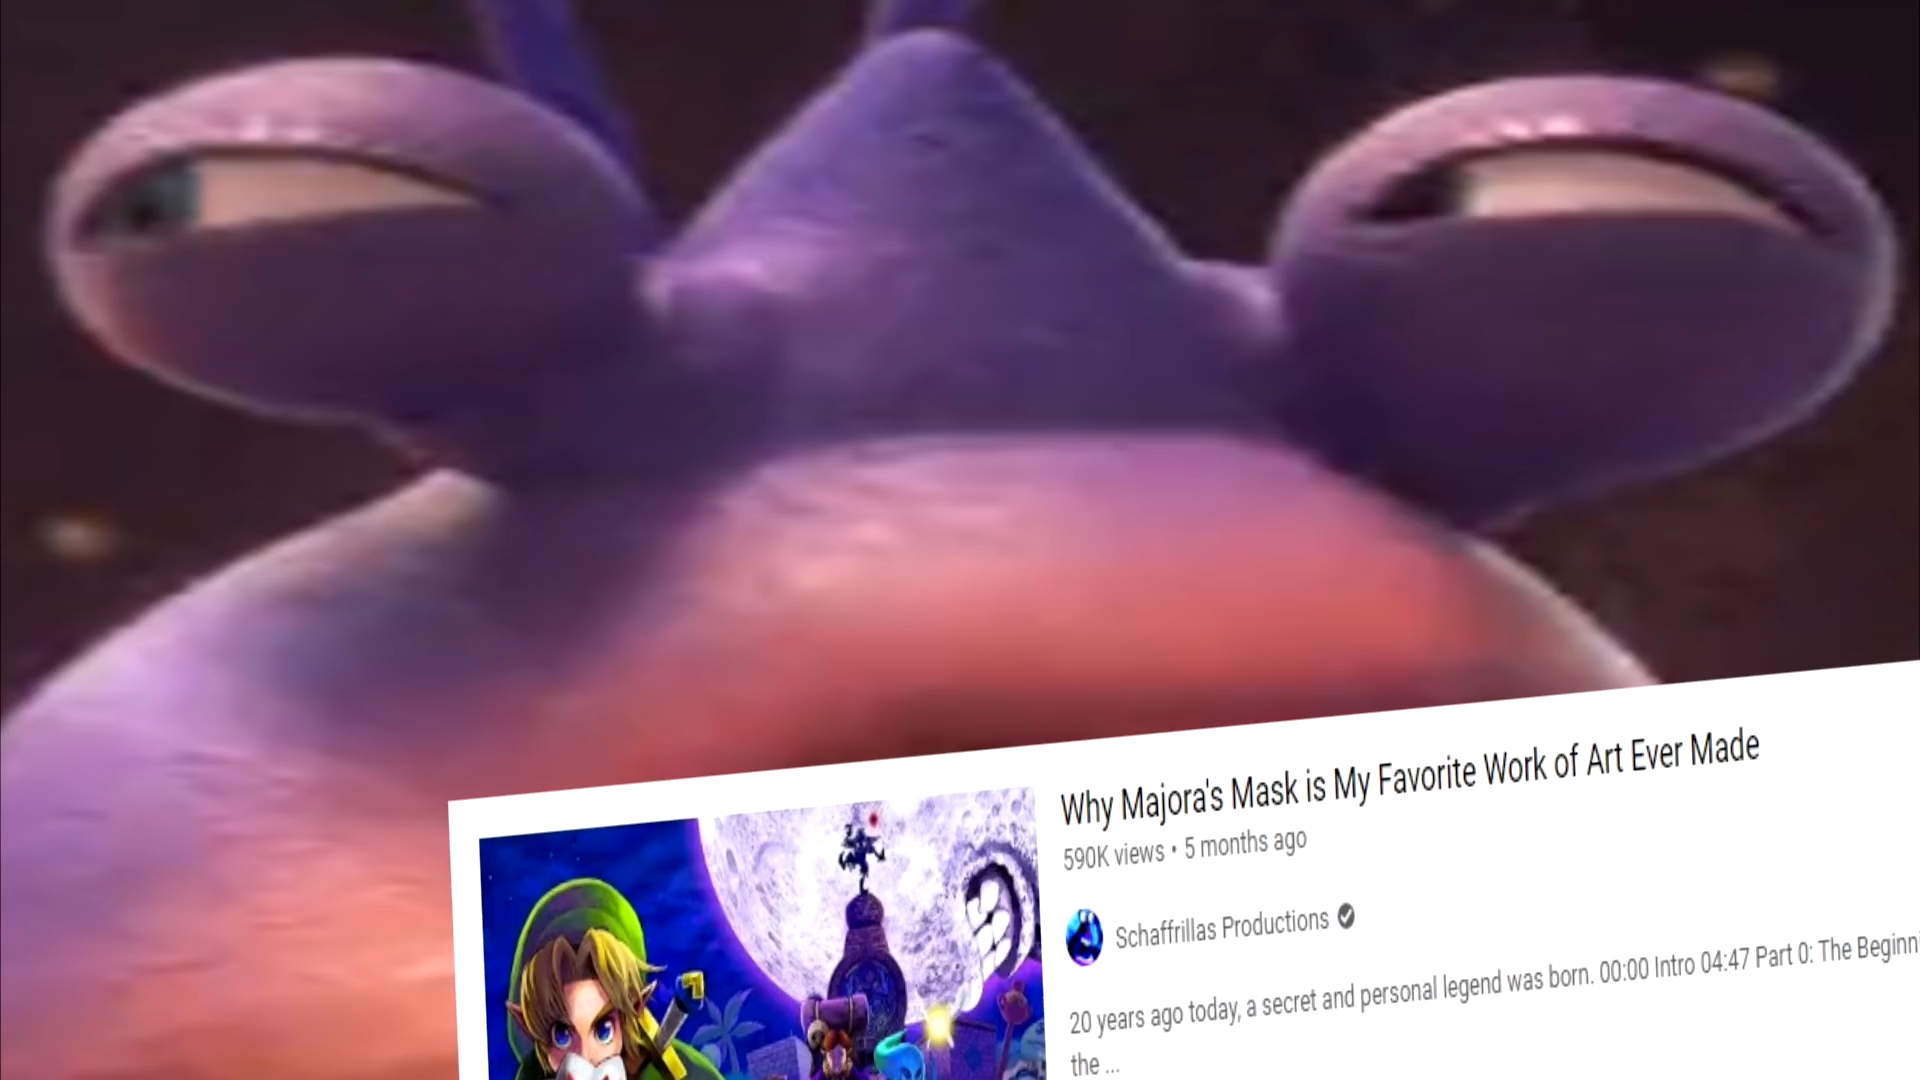 Why Majora's Mask is My Favorite Work of Art Ever Made
590K views • 5 months ago
Schaffrillas Productions
20 years ago today, a secret and personal legend was born. 00:00 Intro 04:47 Part 0: The Beginni
the ...